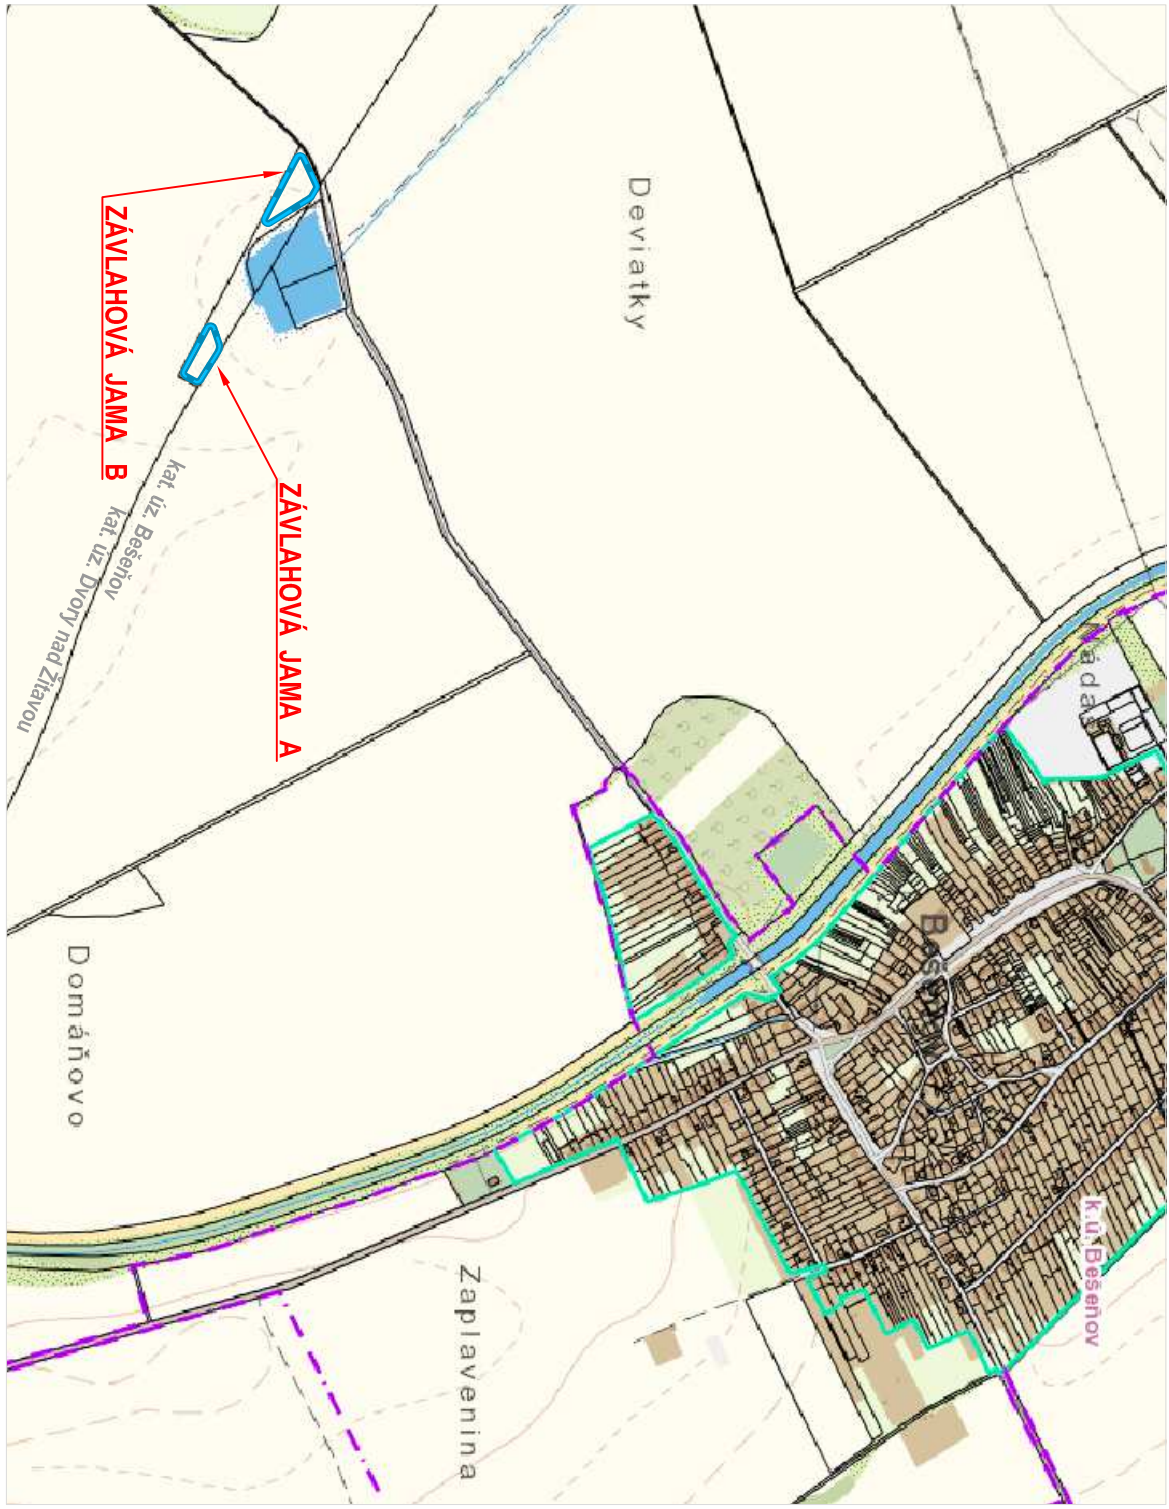 Deviatky
ZÁVLAHOVÁ JAMA B
ZÁVLAHOVÁ JAMA A
kat. úz. Bešeňov
kat. úz. Dvory nad Žitavou
Domáňovo
Zaplavenina
k.ú. Bešeňov